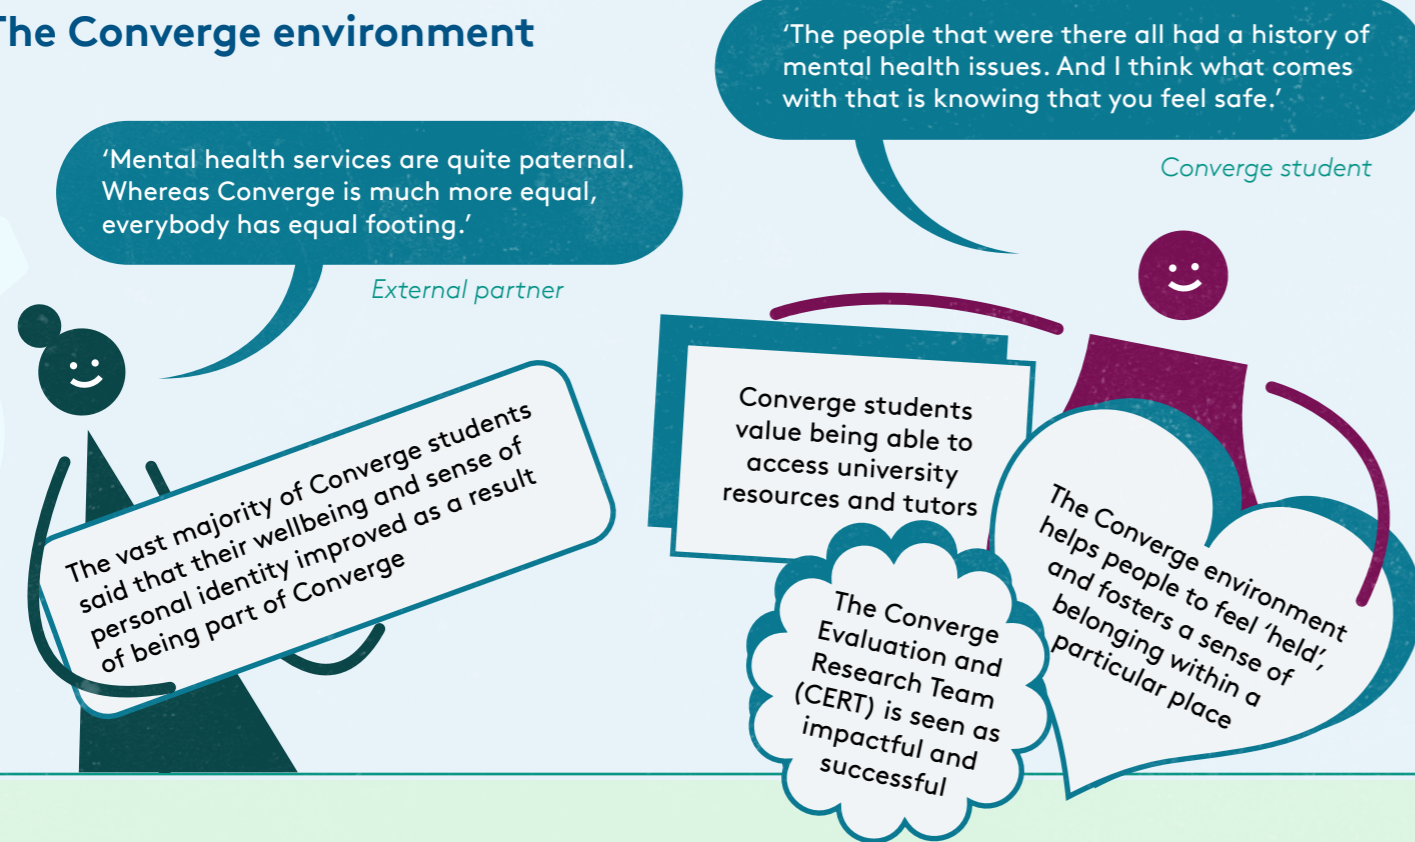 The Converge environment
'The people that were there all had a history of
mental health issues. And I think what comes
with that is knowing that you feel safe.'
Converge student
'Mental health services are quite paternal.
Whereas Converge is much more equal,
everybody has equal footing.'
External partner
The vast majority of Converge students
said that their wellbeing and sense of
personal identity improved as a result
of being part of Converge
Converge students
value being able to
access university
resources and tutors
The Converge environment
helps people to feel 'held',
and fosters a sense of
belonging within a
particular place
The Converge
Evaluation and
Research Team
(CERT) is seen as
impactful and
successful